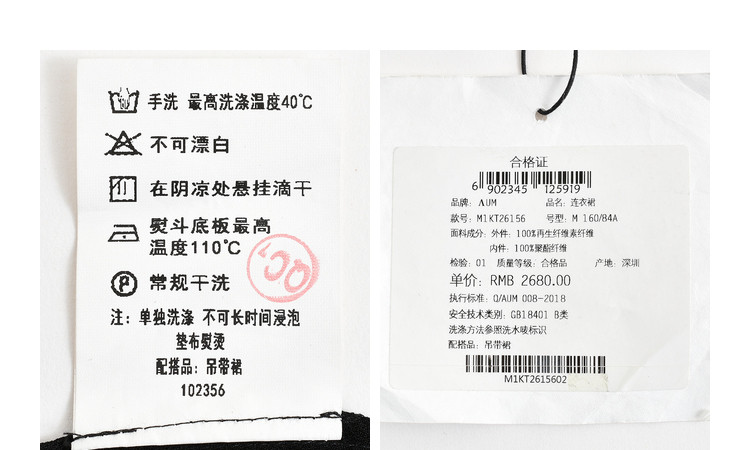 手洗 最高洗涤温度40℃
不可漂白
在阴凉处悬挂滴干
熨斗底板最高
温度110℃
P 常规干洗
QC7
注: 单独洗涤 不可长时间浸泡
垫布熨烫
配搭品: 吊带裙
102356
合格证
6 902345 125919
品牌: ΛUM 品名: 连衣裙
款号: M1KT26156 号型: M 160/84A
面料成分: 外件: 100%再生纤维素纤维
内件: 100%聚酯纤维
检验: 01 质量等级: 合格品 产地: 深圳
单价: RMB 2680.00
执行标准: Q/AUM 008-2018
安全技术类别: GB18401 B类
洗涤方法参照洗水唛标识
配搭品: 吊带裙
M1KT2615602